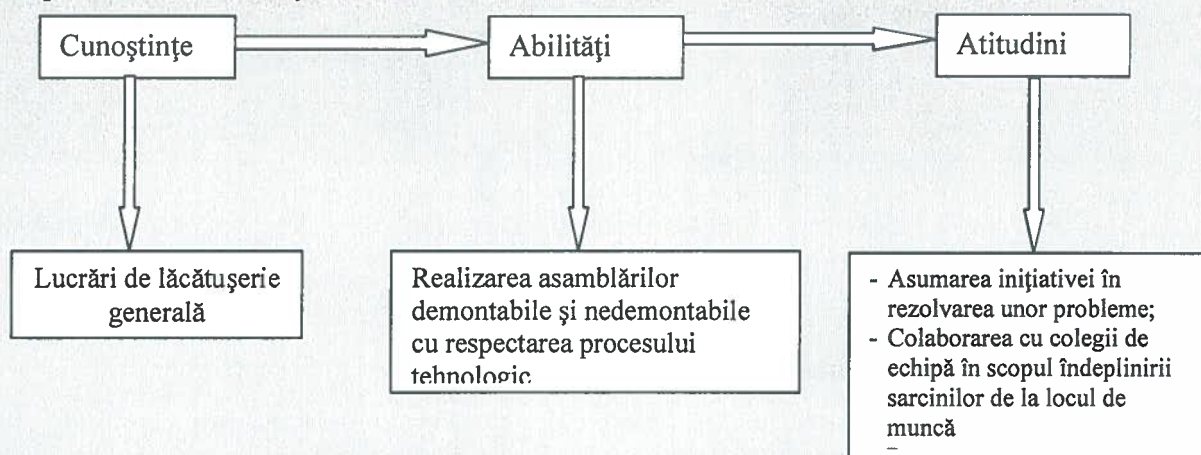 Cunoştinţe
Abilităţi
Atitudini
Lucrări de lăcătuşerie
generală
Realizarea asamblărilor
demontabile şi nedemontabile
cu respectarea procesului
tehnologic
- Asumarea iniţiativei în
rezolvarea unor probleme;
- Colaborarea cu colegii de
echipă în scopul îndeplinirii
sarcinilor de la locul de
muncă